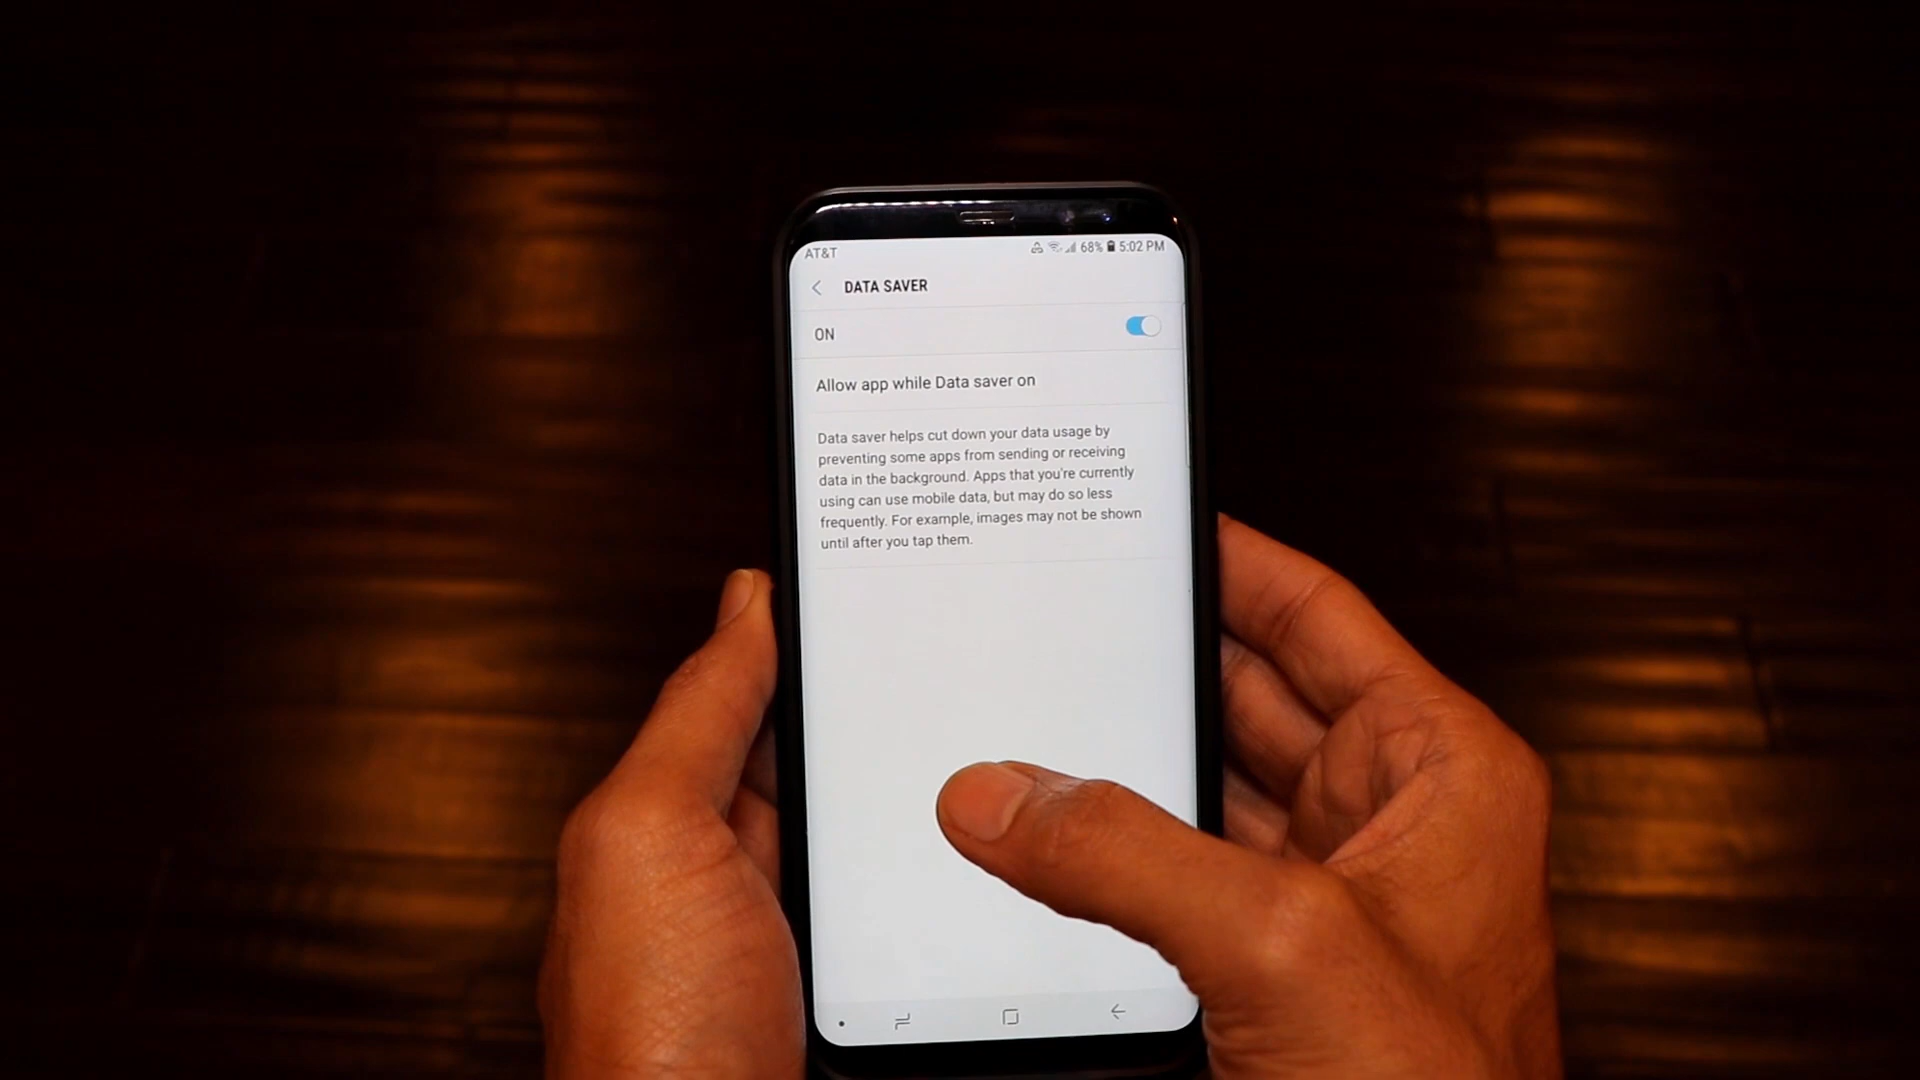 AT&T 68% 5:02 PM
DATA SAVER
ON
Allow app while Data saver on
Data saver helps cut down your data usage by
preventing some apps from sending or receiving
data in the background. Apps that you're currently
using can use mobile data, but may do so less
frequently. For example, images may not be shown
until after you tap them.